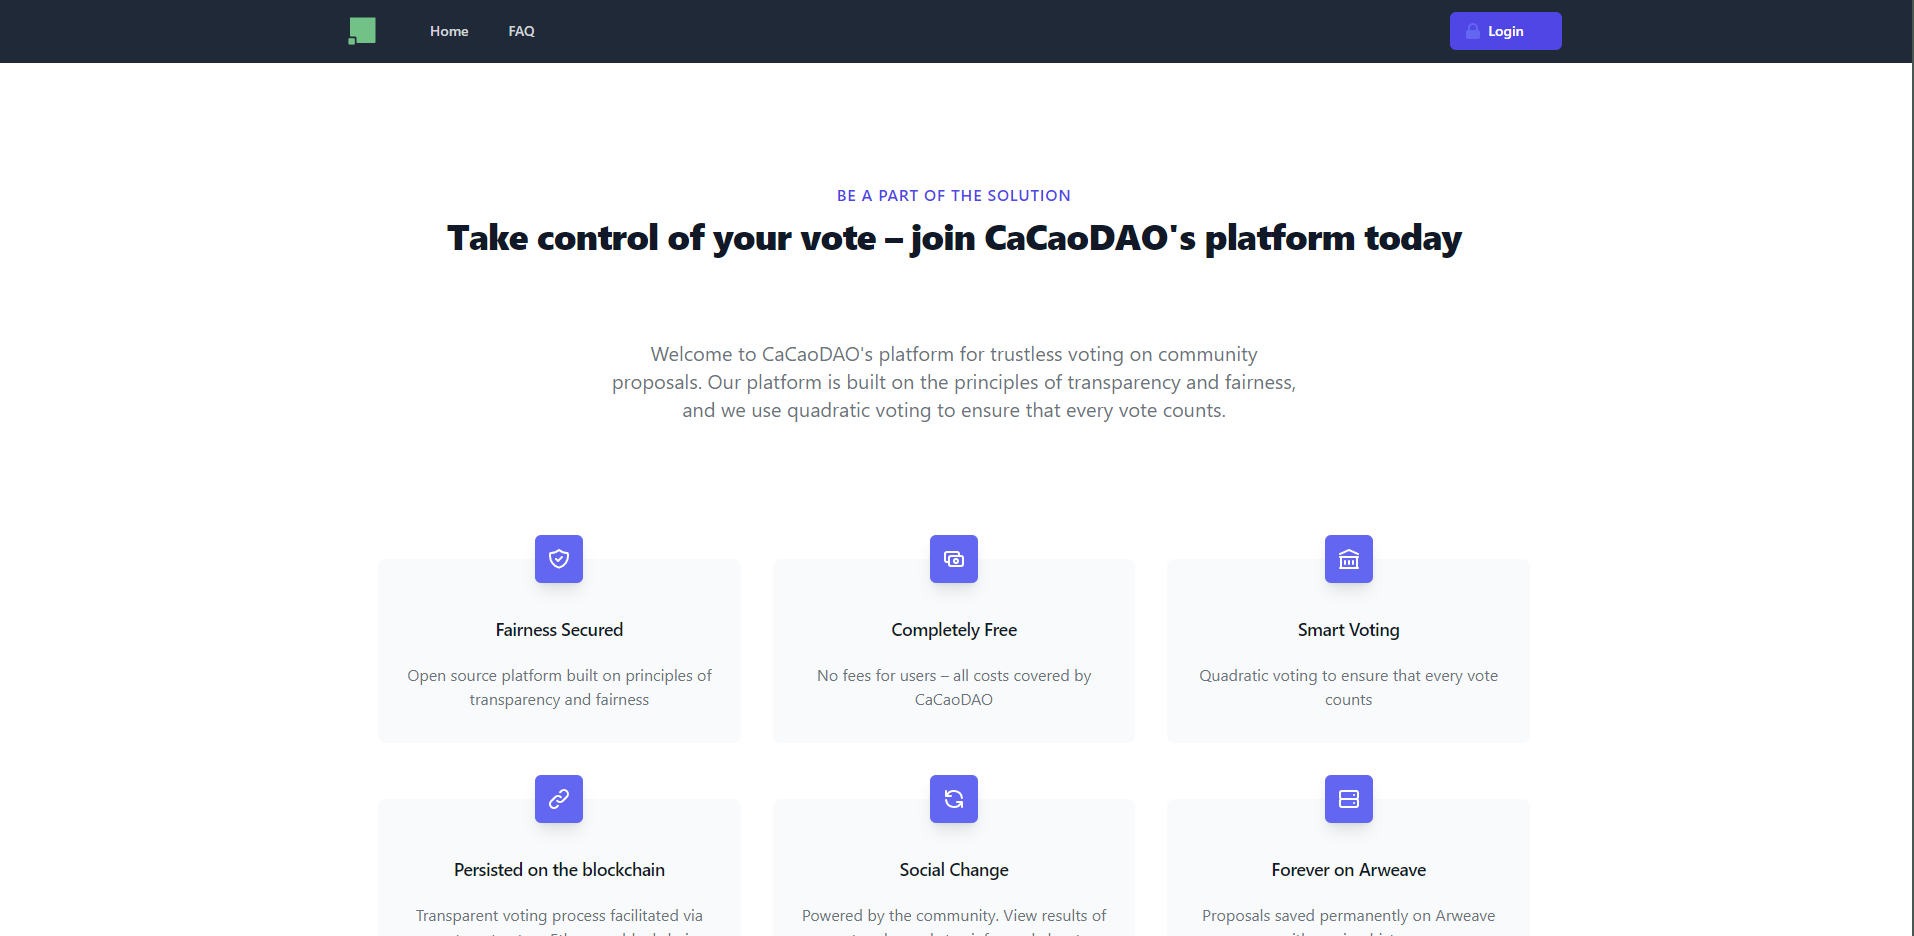 Home FAQ Login
BE A PART OF THE SOLUTION
Take control of your vote – join CaCaoDAO's platform today
Welcome to CaCaoDAO's platform for trustless voting on community
proposals. Our platform is built on the principles of transparency and fairness,
and we use quadratic voting to ensure that every vote counts.
Fairness Secured
Open source platform built on principles of
transparency and fairness
Completely Free
No fees for users – all costs covered by
CaCaoDAO
Smart Voting
Quadratic voting to ensure that every vote
counts
Persisted on the blockchain
Transparent voting process facilitated via
Social Change
Powered by the community. View results of
Forever on Arweave
Proposals saved permanently on Arweave